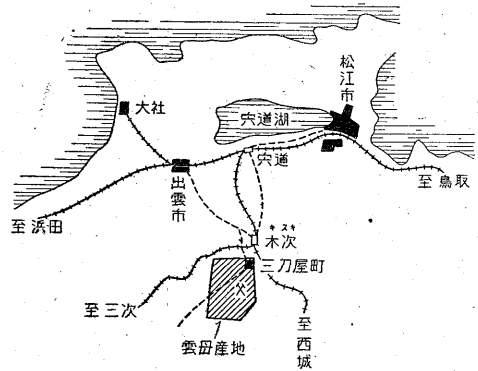 松江市
大社
宍道湖
宍道
至鳥取
出雲市
至浜田
キスキ
木次
三刀屋町
至三次
至西城
雲母産地